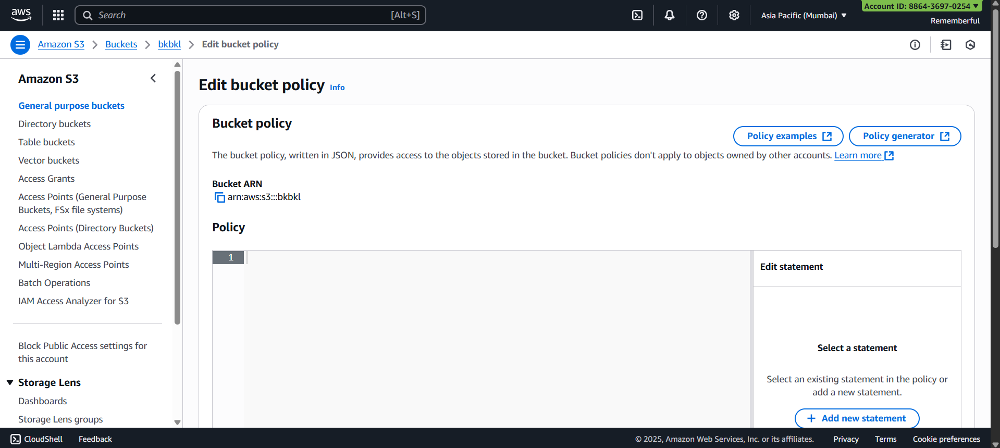 aws
Search
[Alt+S]
Asia Pacific (Mumbai)
Account ID: 8864-3697-0254
Rememberful
Amazon S3
Buckets
bkbkl
Edit bucket policy
Amazon S3
General purpose buckets
Directory buckets
Table buckets
Vector buckets
Access Grants
Access Points (General Purpose
Buckets, FSx file systems)
Access Points (Directory Buckets)
Object Lambda Access Points
Multi-Region Access Points
Batch Operations
IAM Access Analyzer for S3
Block Public Access settings for
this account
Storage Lens
Dashboards
Storage Lens groups
Edit bucket policy Info
Bucket policy
Policy examples
Policy generator
The bucket policy, written in JSON, provides access to the objects stored in the bucket. Bucket policies don't apply to objects owned by other accounts. Learn more
Bucket ARN
arn:aws:s3:::bkbkl
Policy
1
Edit statement
Select a statement
Select an existing statement in the policy or
add a new statement.
+ Add new statement
CloudShell
Feedback
© 2025, Amazon Web Services, Inc. or its affiliates.
Privacy
Terms
Cookie preferences